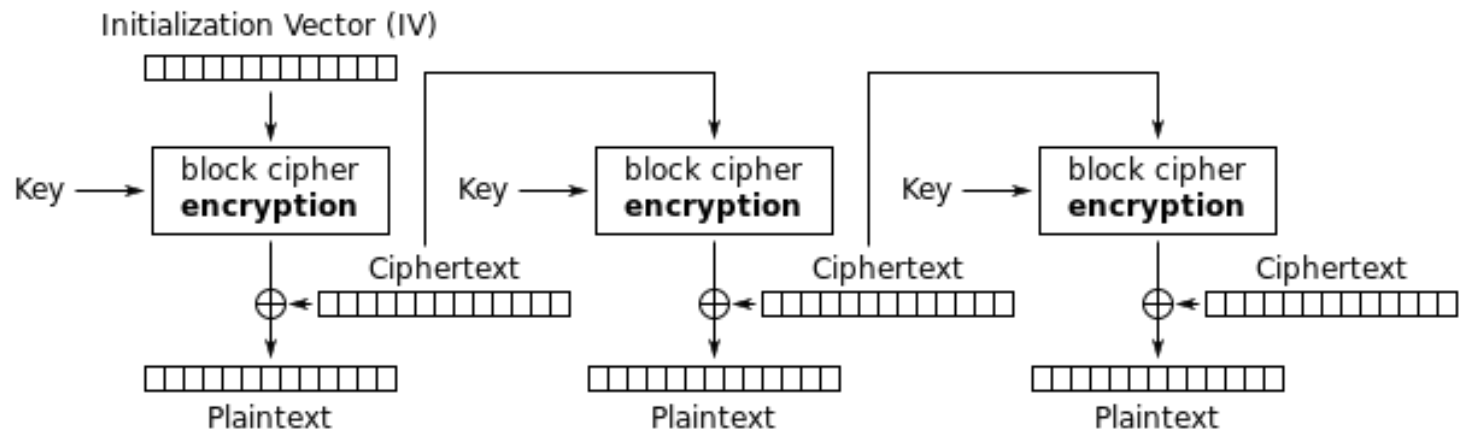 Initialization Vector (IV)
Key
block cipher
encryption
Ciphertext
Plaintext
Key
block cipher
encryption
Ciphertext
Plaintext
Key
block cipher
encryption
Ciphertext
Plaintext